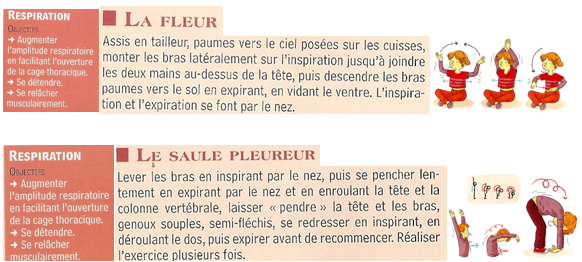 RESPIRATION
OBJECTIFS
→ Augmenter
l'amplitude respiratoire
en facilitant l'ouverture
de la cage thoracique.
→ Se détendre.
→ Se relâcher
musculairement.
■ LA FLEUR
Assis en tailleur, paumes vers le ciel posées sur les cuisses,
monter les bras latéralement sur l'inspiration jusqu'à joindre
les deux mains au-dessus de la tête, puis descendre les bras
paumes vers le sol en expirant, en vidant le ventre. L'inspira-
tion et l'expiration se font par le nez.
RESPIRATION
OBJECTIFS
→ Augmenter
l'amplitude respiratoire
en facilitant l'ouverture
de la cage thoracique.
→ Se détendre.
→ Se relâcher
musculairement.
■ LE SAULE PLEUREUR
Lever les bras en inspirant par le nez, puis se pencher len-
tement en expirant par le nez et en enroulant la tête et la
colonne vertébrale, laisser « pendre » la tête et les bras,
genoux souples, semi-fléchis, se redresser en inspirant, en
déroulant le dos, puis expirer avant de recommencer. Réaliser
l'exercice plusieurs fois.